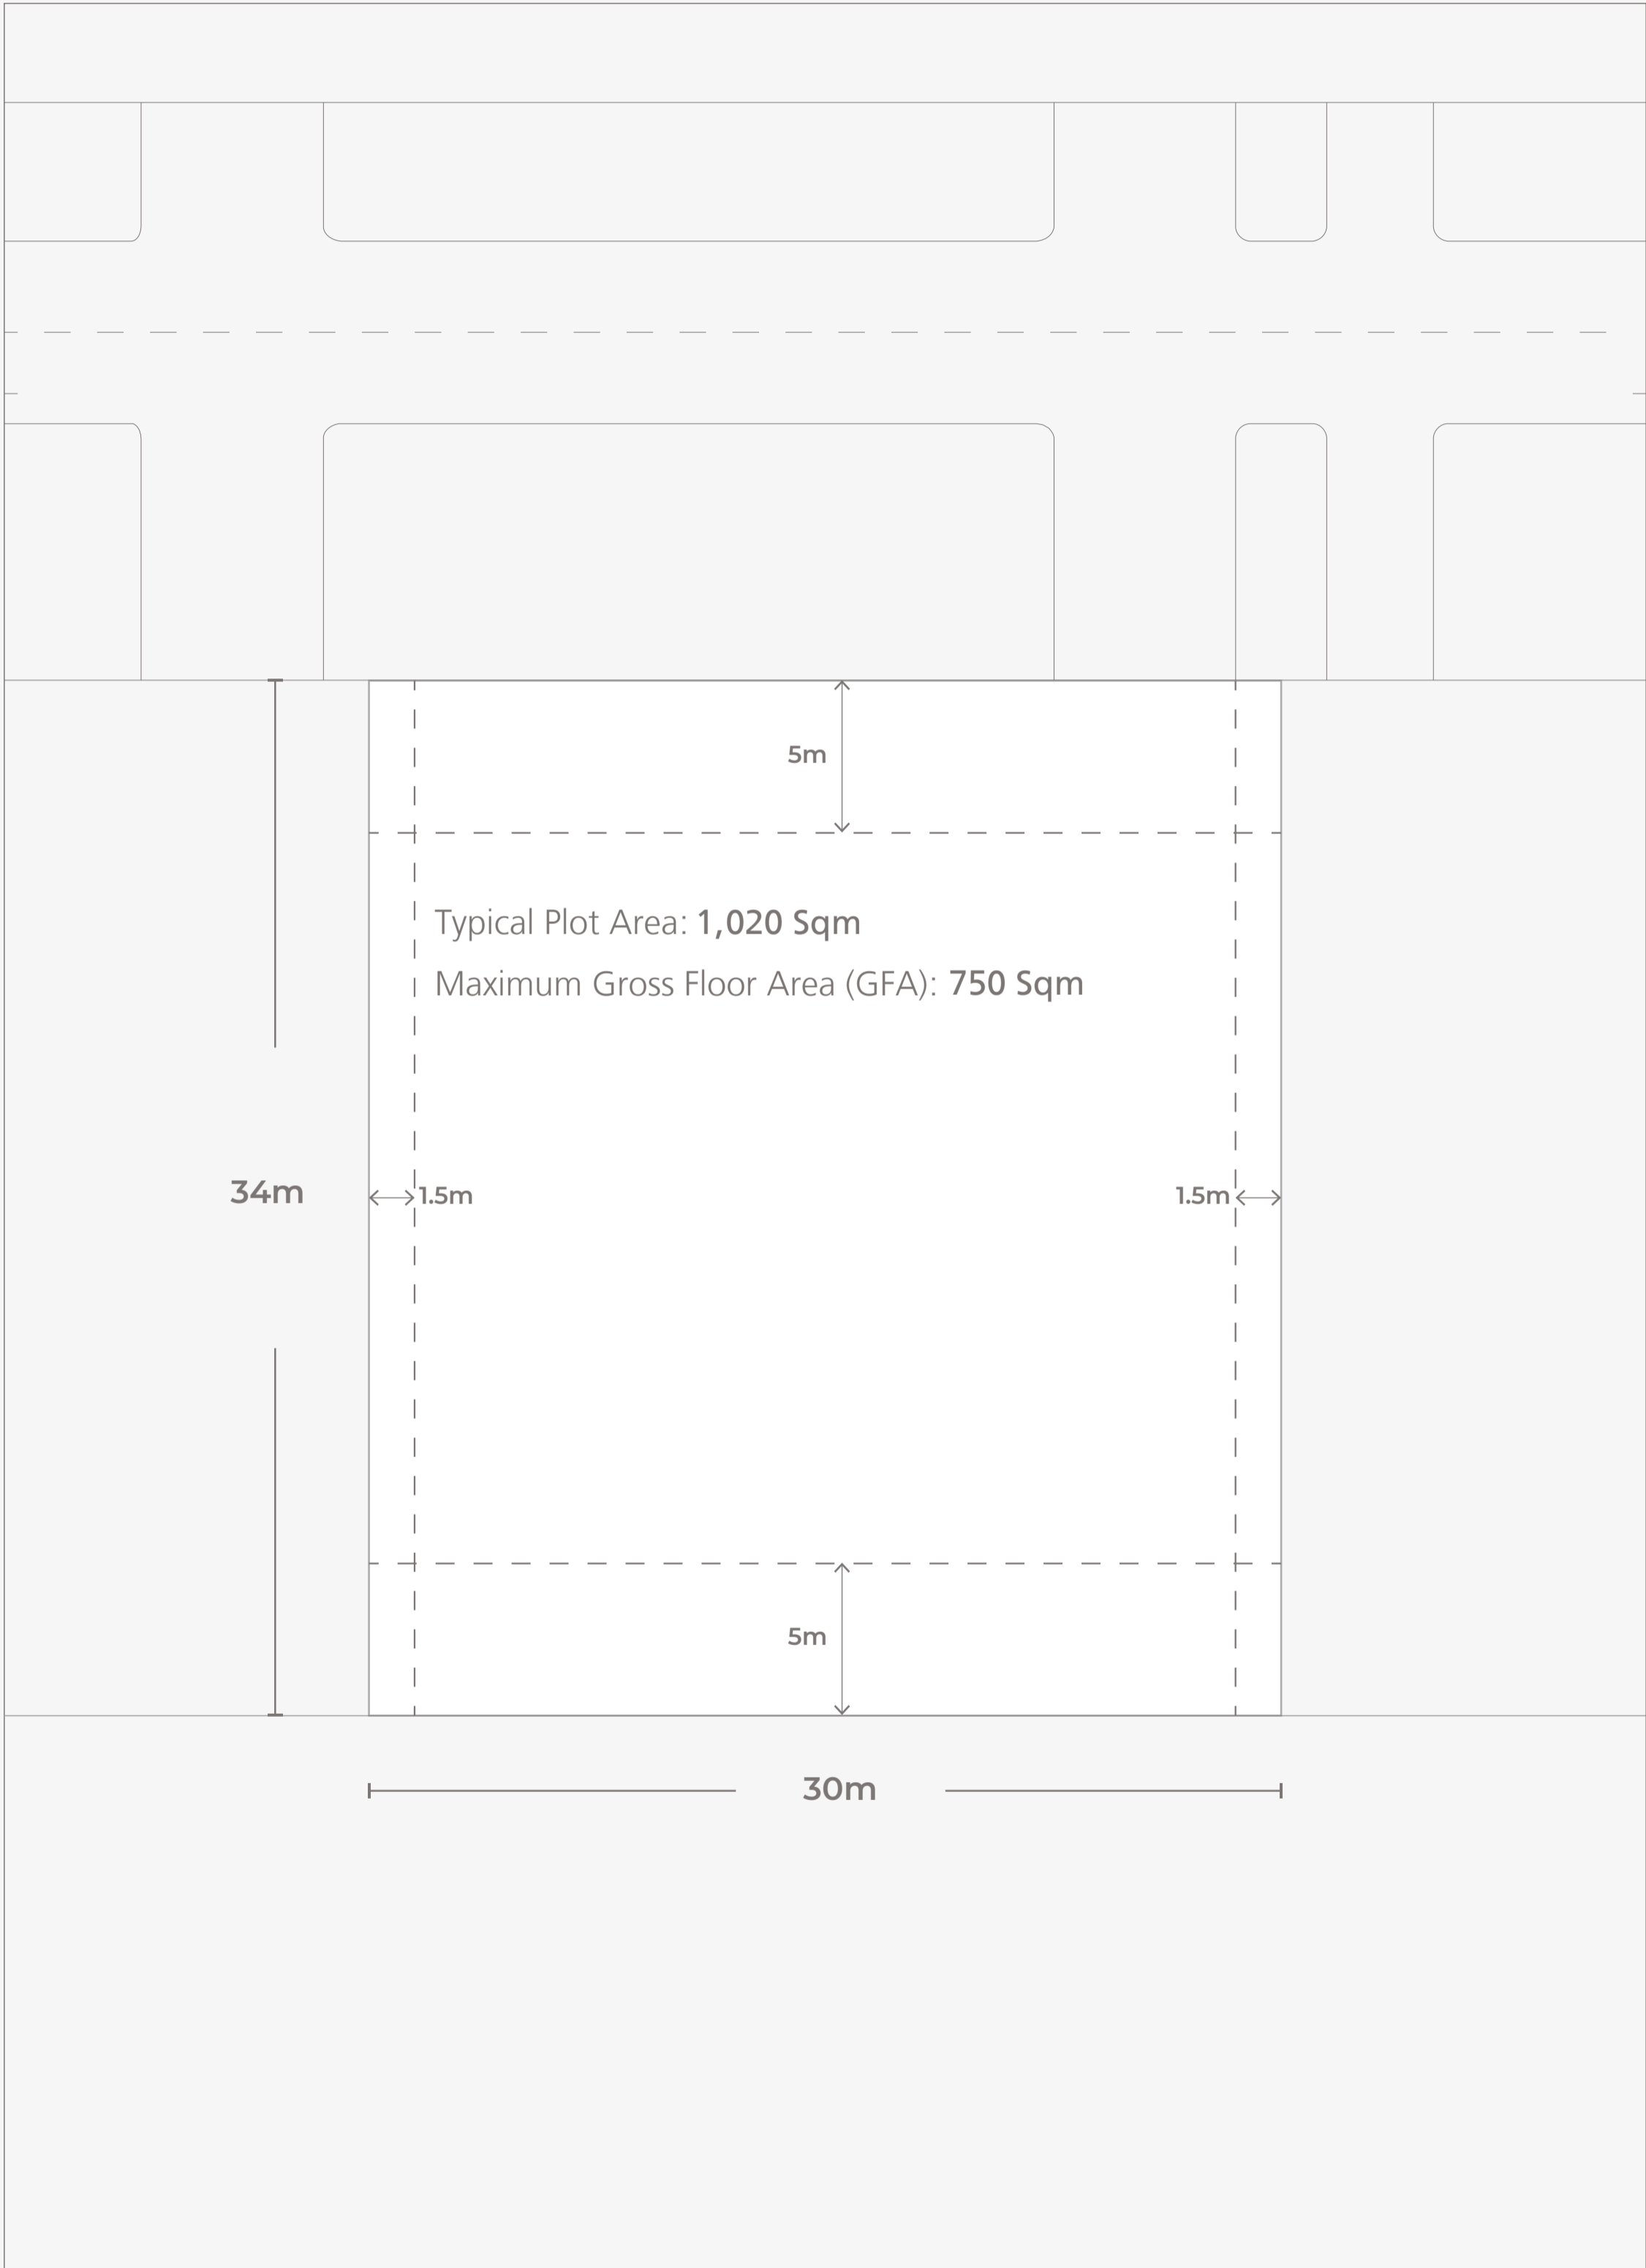 5m
Typical Plot Area: 1,020 Sqm
Maximum Gross Floor Area (GFA): 750 Sqm
34m
1.5m
1.5m
5m
30m